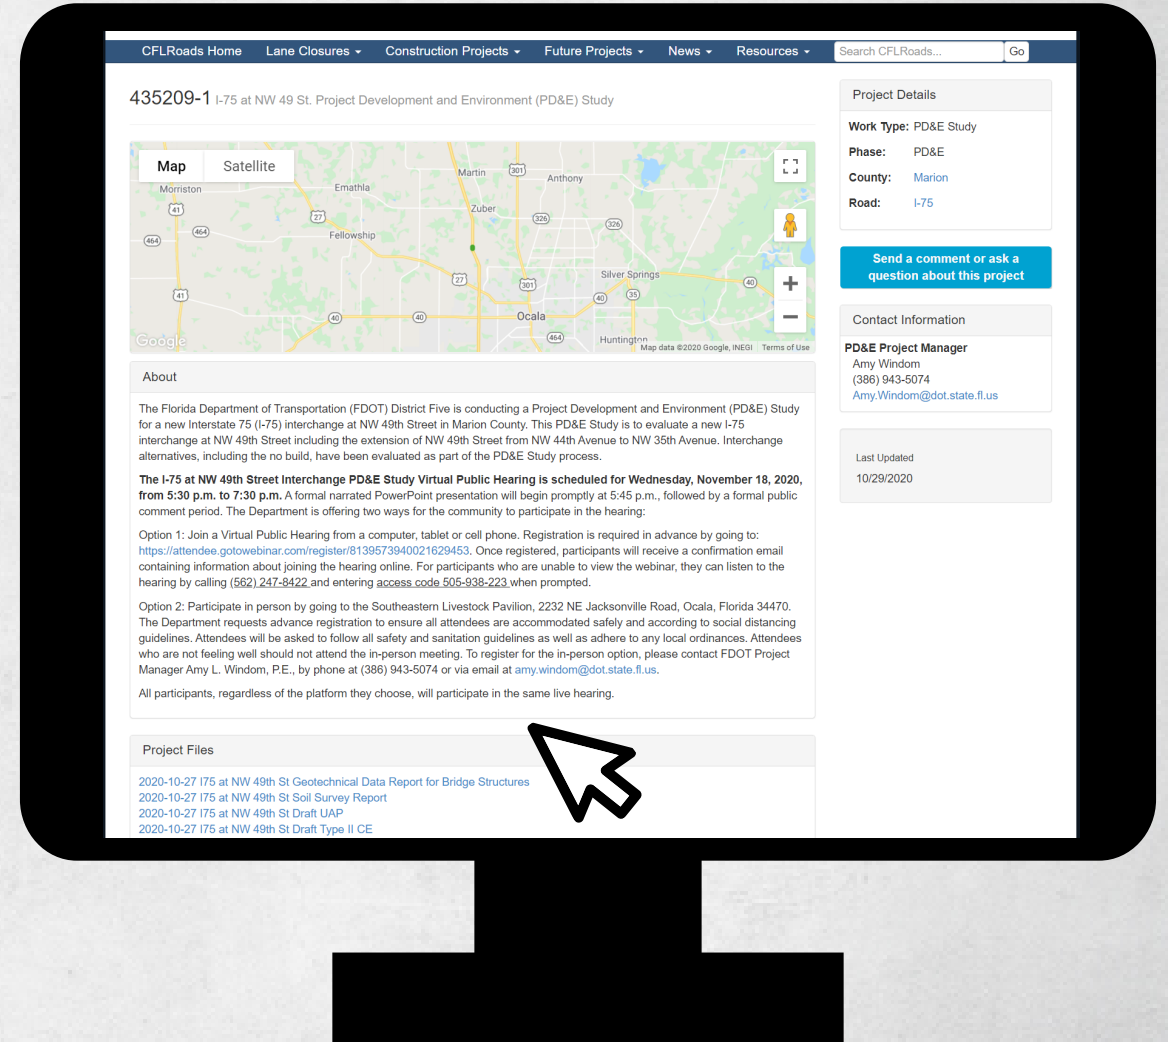 CFLRoads Home Lane Closures Construction Projects Future Projects News Resources Search CFLRoads... Go
435209-1 I-75 at NW 49 St. Project Development and Environment (PD&E) Study
Map Satellite
Morriston
Emathla
Martin
301
Anthony
41
27
Zuber
326
326
464
464
Fellowship
27
301
Silver Springs
40
41
40
35
40
40
Ocala
464
Huntington
Google
Map data ©2020 Google, INEGI Terms of Use
About
The Florida Department of Transportation (FDOT) District Five is conducting a Project Development and Environment (PD&E) Study
for a new Interstate 75 (I-75) interchange at NW 49th Street in Marion County. This PD&E Study is to evaluate a new I-75
interchange at NW 49th Street including the extension of NW 49th Street from NW 44th Avenue to NW 35th Avenue. Interchange
alternatives, including the no build, have been evaluated as part of the PD&E Study process.
The I-75 at NW 49th Street Interchange PD&E Study Virtual Public Hearing is scheduled for Wednesday, November 18, 2020,
from 5:30 p.m. to 7:30 p.m. A formal narrated PowerPoint presentation will begin promptly at 5:45 p.m., followed by a formal public
comment period. The Department is offering two ways for the community to participate in the hearing:
Option 1: Join a Virtual Public Hearing from a computer, tablet or cell phone. Registration is required in advance by going to:
https://attendee.gotowebinar.com/register/8139573940021629453. Once registered, participants will receive a confirmation email
containing information about joining the hearing online. For participants who are unable to view the webinar, they can listen to the
hearing by calling (562) 247-8422 and entering access code 505-938-223 when prompted.
Option 2: Participate in person by going to the Southeastern Livestock Pavilion, 2232 NE Jacksonville Road, Ocala, Florida 34470.
The Department requests advance registration to ensure all attendees are accommodated safely and according to social distancing
guidelines. Attendees will be asked to follow all safety and sanitation guidelines as well as adhere to any local ordinances. Attendees
who are not feeling well should not attend the in-person meeting. To register for the in-person option, please contact FDOT Project
Manager Amy L. Windom, P.E., by phone at (386) 943-5074 or via email at amy.windom@dot.state.fl.us.
All participants, regardless of the platform they choose, will participate in the same live hearing.
Project Files
2020-10-27 I75 at NW 49th St Geotechnical Data Report for Bridge Structures
2020-10-27 I75 at NW 49th St Soil Survey Report
2020-10-27 I75 at NW 49th St Draft UAP
2020-10-27 I75 at NW 49th St Draft Type II CE
Project Details
Work Type: PD&E Study
Phase: PD&E
County: Marion
Road: I-75
Send a comment or ask a
question about this project
Contact Information
PD&E Project Manager
Amy Windom
(386) 943-5074
Amy.Windom@dot.state.fl.us
Last Updated
10/29/2020